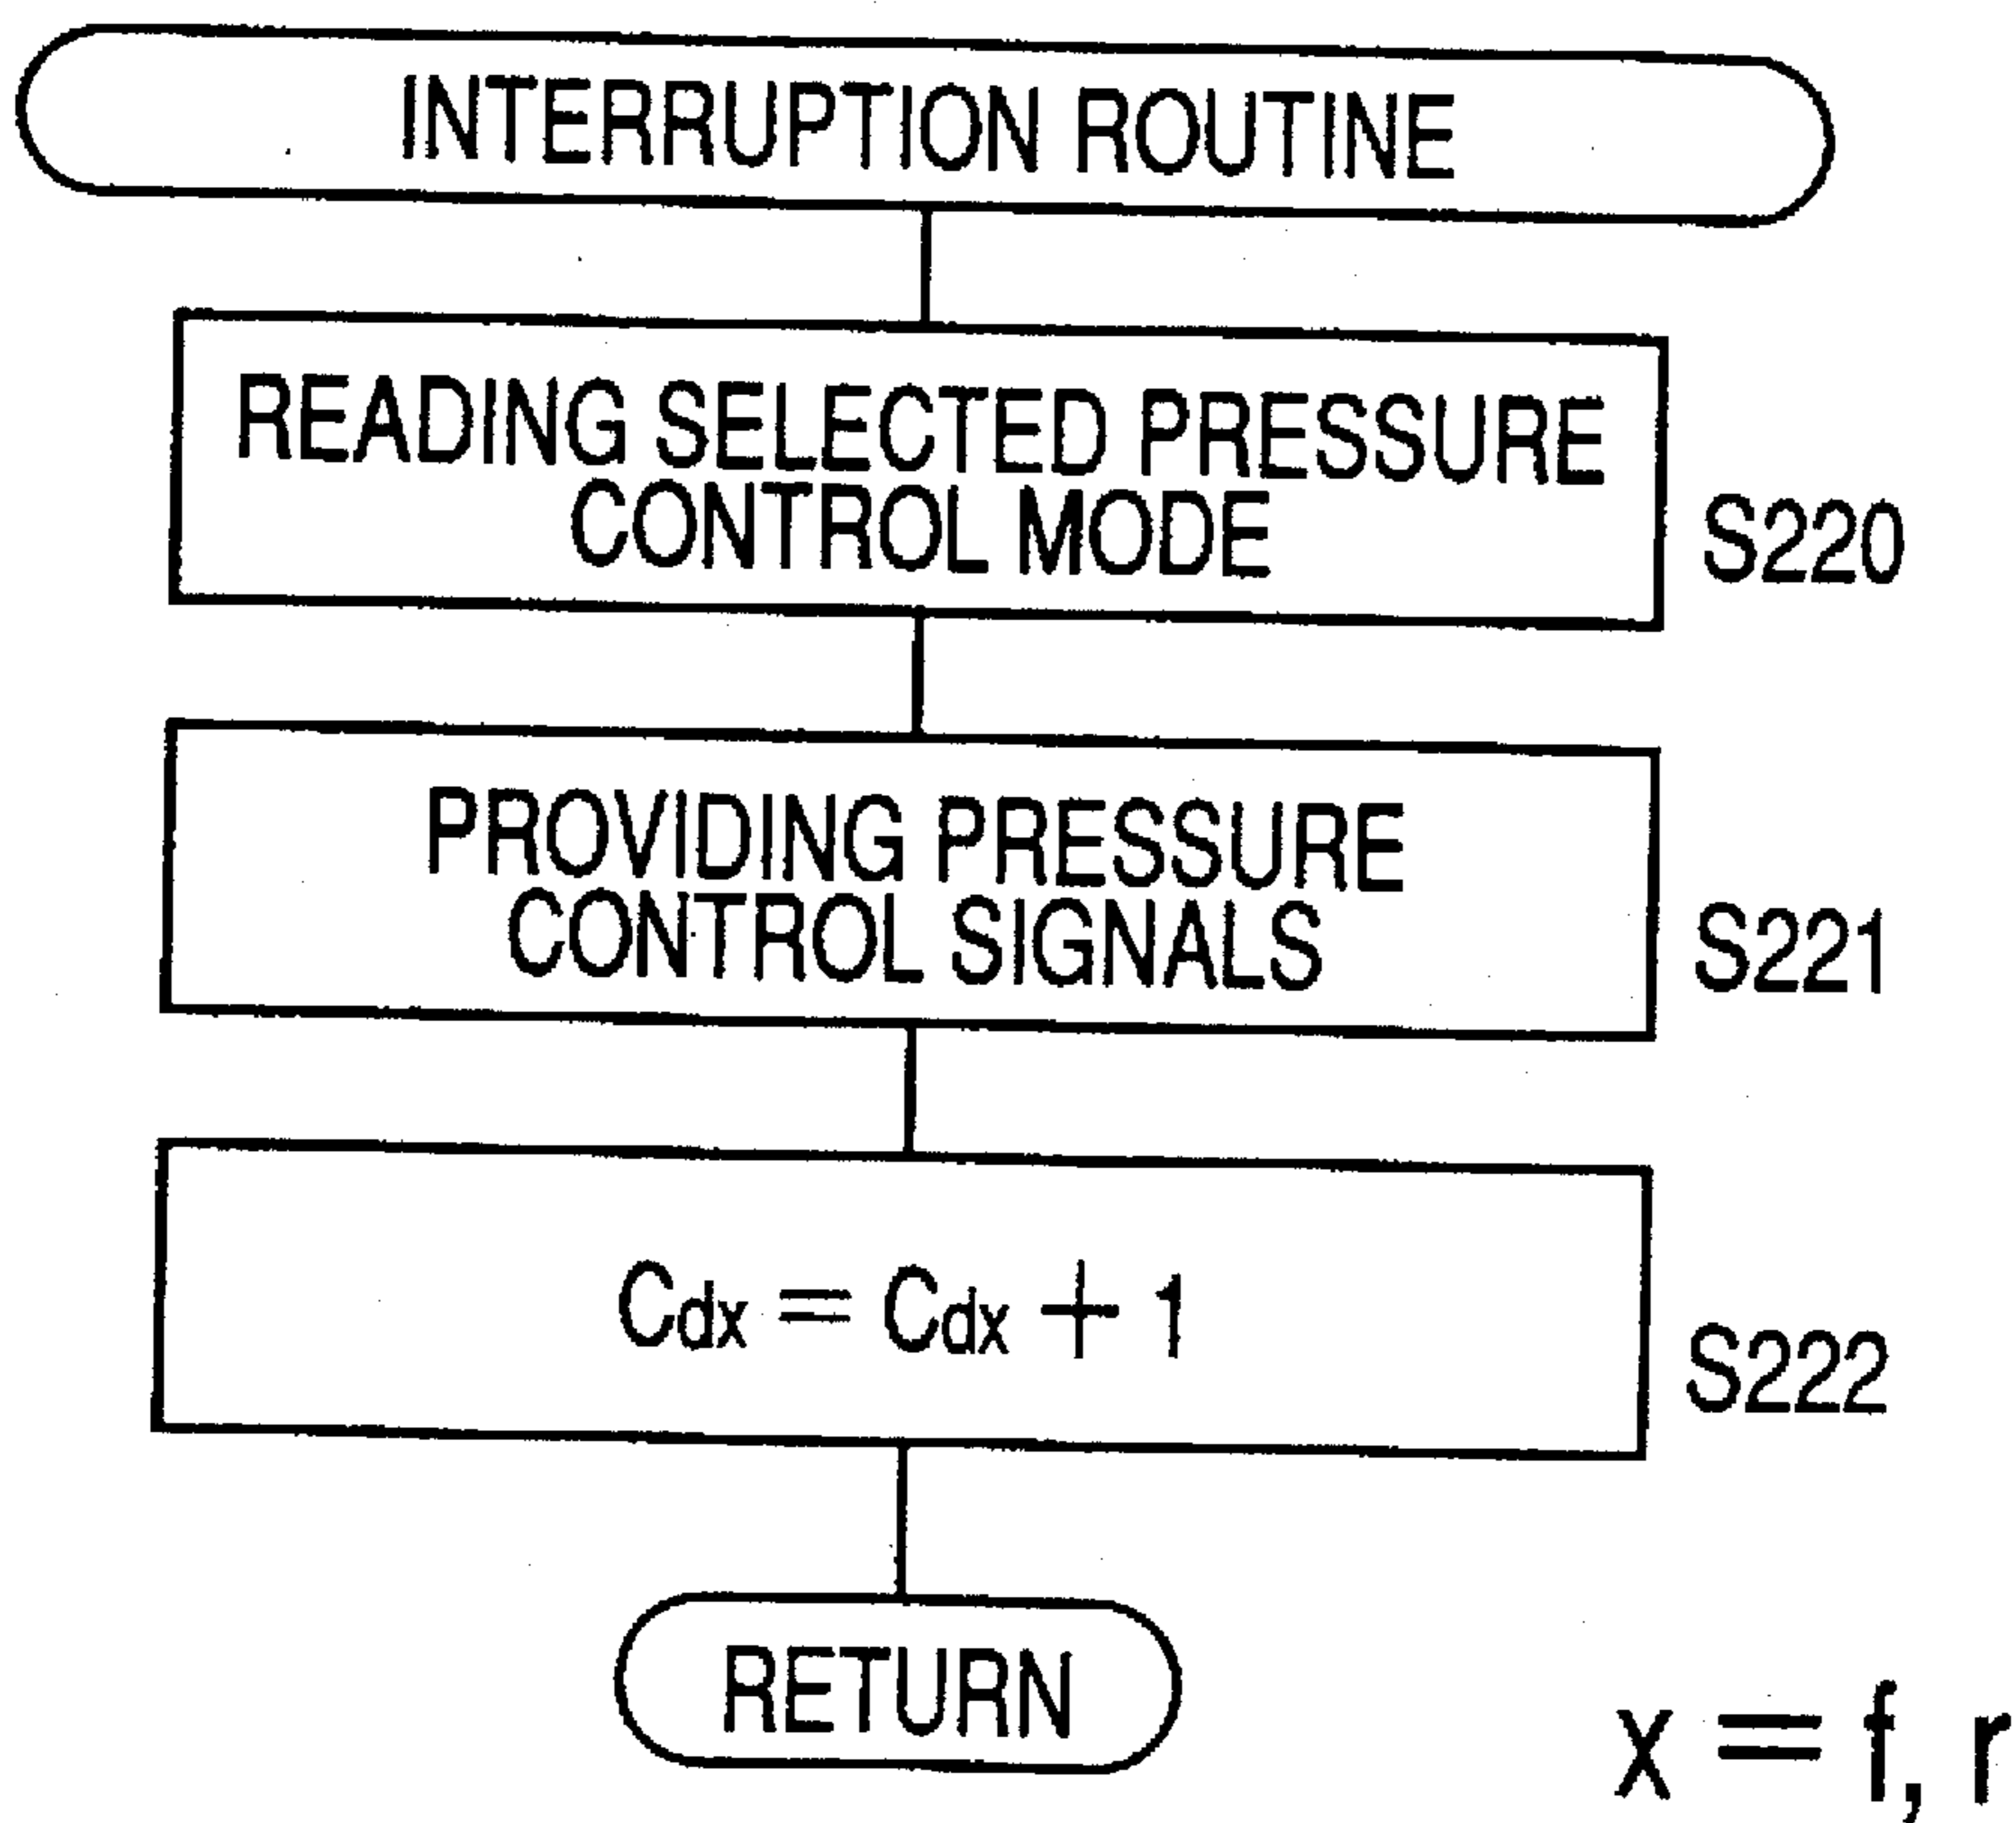 INTERRUPTION ROUTINE
READING SELECTED PRESSURE
CONTROL MODE
S220
PROVIDING PRESSURE
CONTROL SIGNALS
S221
Cdx = Cdx + 1
S222
RETURN
x = f, r